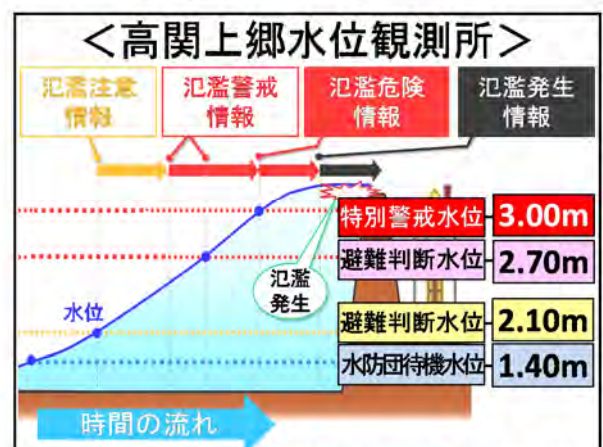 ＜高関上郷水位観測所＞
氾濫注意
情報
氾濫警戒
情報
氾濫危険
情報
氾濫発生
情報
特別警戒水位 3.00m
避難判断水位 2.70m
氾濫
発生
水位
避難判断水位 2.10m
水防団待機水位 1.40m
時間の流れ